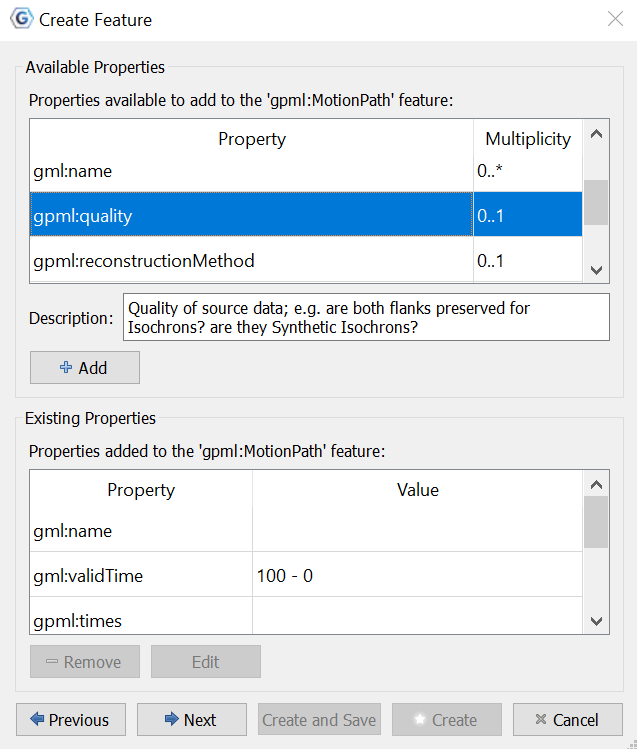 Create Feature
Available Properties
Properties available to add to the 'gpml:MotionPath' feature:
Property Multiplicity
gml:name 0..*
gpml:quality 0..1
gpml:reconstructionMethod 0..1
Description: Quality of source data; e.g. are both flanks preserved for
Isochrons? are they Synthetic Isochrons?
Add
Existing Properties
Properties added to the 'gpml:MotionPath' feature:
Property Value
gml:name
gml:validTime 100 - 0
gpml:times
Remove Edit
Previous Next Create and Save Create Cancel